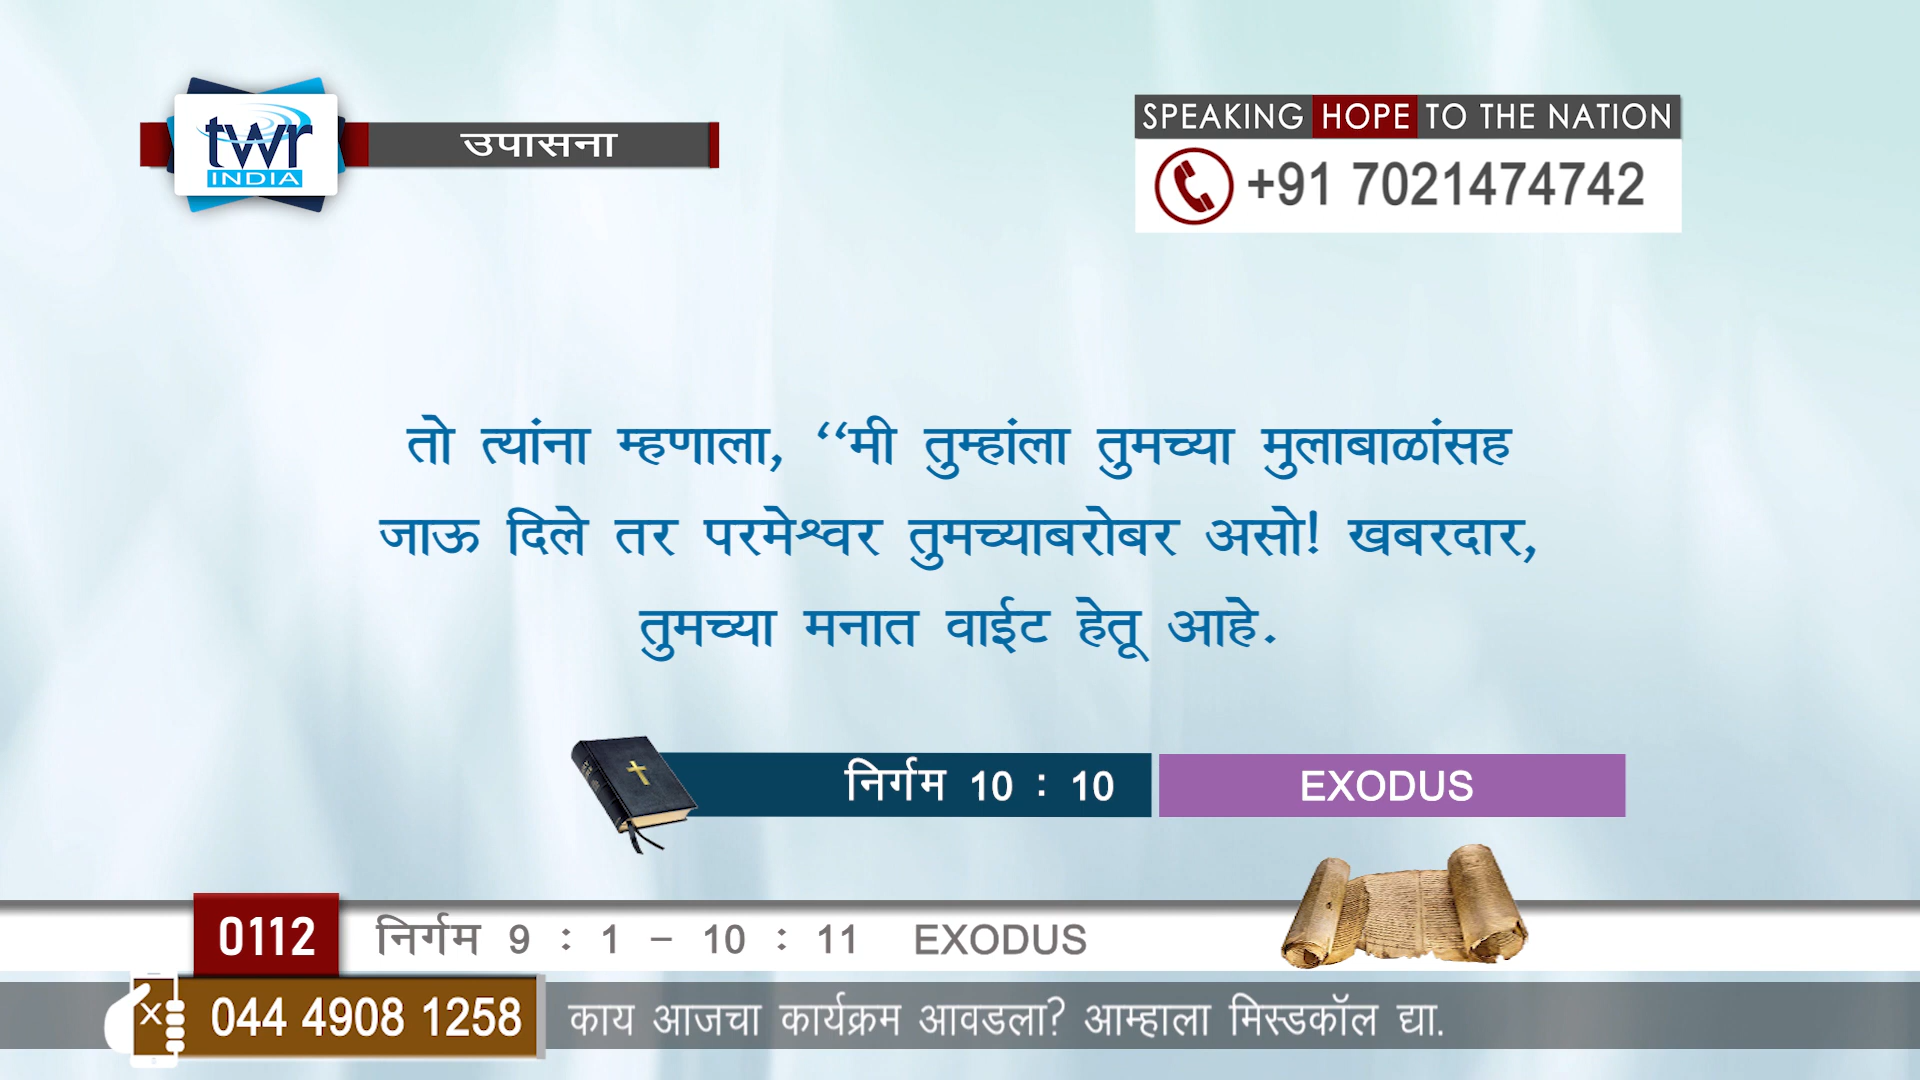 twr
INDIA
उपासना
SPEAKING HOPE TO THE NATION
+91 7021474742
तो त्यांना म्हणाला, “मी तुम्हांला तुमच्या मुलाबाळांसह
जाऊ दिले तर परमेश्वर तुमच्याबरोबर असो! खबरदार,
तुमच्या मनात वाईट हेतू आहे.
निर्गम 10 : 10 EXODUS
0112 निर्गम 9 : 1 - 10 : 11 EXODUS
044 4908 1258 काय आजचा कार्यक्रम आवडला? आम्हाला मिस्डकॉल द्या.